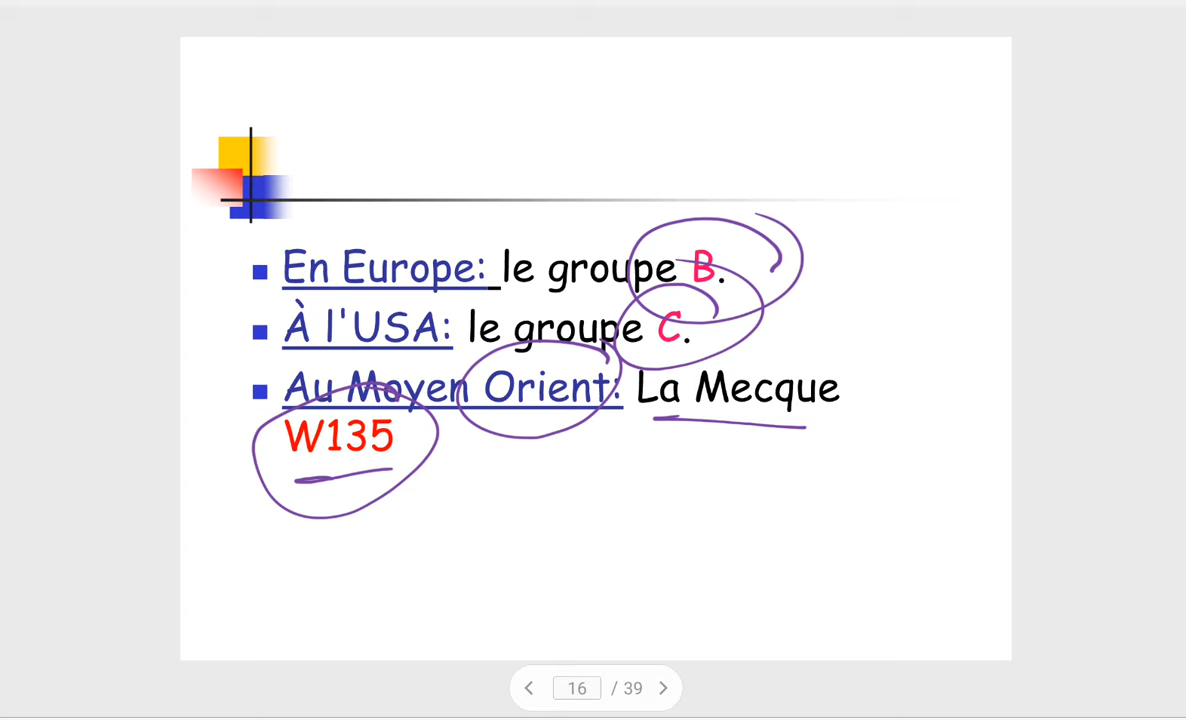 En Europe: le groupe B.
À l'USA: le groupe C.
Au Moyen Orient: La Mecque
W135
16 / 39